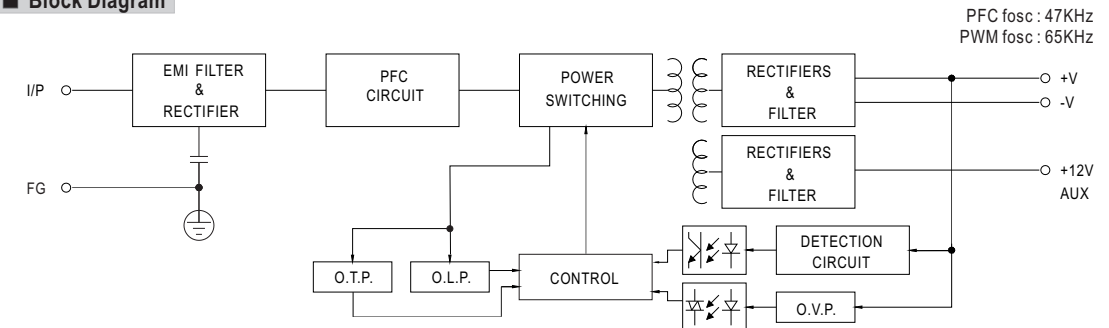 ■ Block Diagram
PFC fosc : 47KHz
PWM fosc : 65KHz
I/P
EMI FILTER
&
RECTIFIER
PFC
CIRCUIT
POWER
SWITCHING
RECTIFIERS
&
FILTER
+V
-V
RECTIFIERS
&
FILTER
+12V
AUX
FG
DETECTION
CIRCUIT
O.T.P.
O.L.P.
CONTROL
O.V.P.